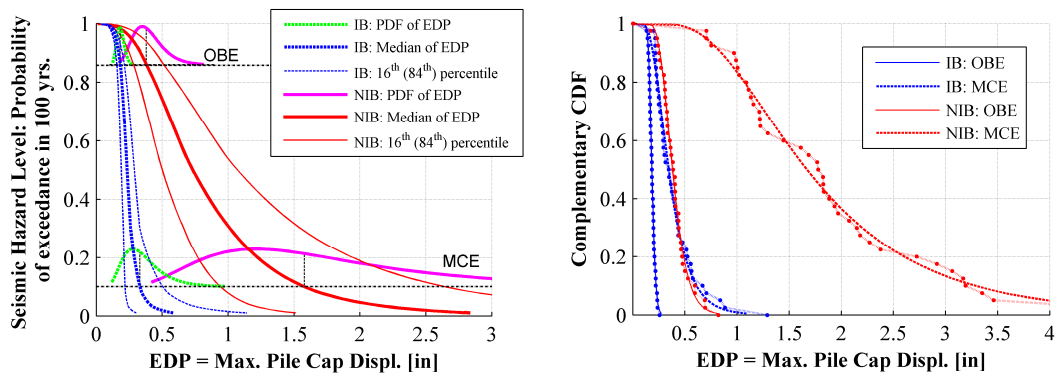 Seismic Hazard Level: Probability
of exceedance in 100 yrs.
1
0.8
0.6
0.4
0.2
0
0
0.5
1
1.5
2
2.5
3
EDP = Max. Pile Cap Displ. [in]
OBE
MCE
IB: PDF of EDP
IB: Median of EDP
IB: 16th (84th) percentile
NIB: PDF of EDP
NIB: Median of EDP
NIB: 16th (84th) percentile
Complementary CDF
1
0.8
0.6
0.4
0.2
0
0.5
1
1.5
2
2.5
3
3.5
4
EDP = Max. Pile Cap Displ. [in]
IB: OBE
IB: MCE
NIB: OBE
NIB: MCE